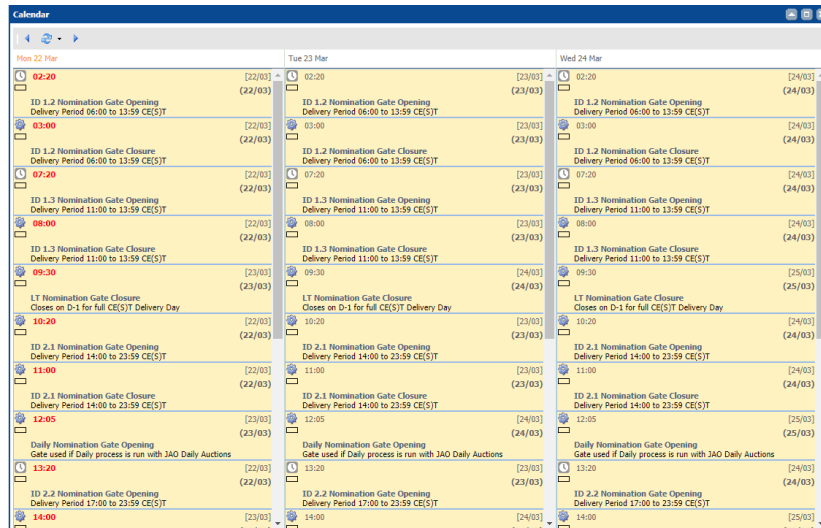 Calendar
Mon 22 Mar
02:20 [22/03]
(22/03)
ID 1.2 Nomination Gate Opening
Delivery Period 06:00 to 13:59 CE(S)T
03:00 [22/03]
(22/03)
ID 1.2 Nomination Gate Closure
Delivery Period 06:00 to 13:59 CE(S)T
07:20 [22/03]
(22/03)
ID 1.3 Nomination Gate Opening
Delivery Period 11:00 to 13:59 CE(S)T
08:00 [22/03]
(22/03)
ID 1.3 Nomination Gate Closure
Delivery Period 11:00 to 13:59 CE(S)T
09:30 [23/03]
(23/03)
LT Nomination Gate Closure
Closes on D-1 for full CE(S)T Delivery Day
10:20 [22/03]
(22/03)
ID 2.1 Nomination Gate Opening
Delivery Period 14:00 to 23:59 CE(S)T
11:00 [22/03]
(22/03)
ID 2.1 Nomination Gate Closure
Delivery Period 14:00 to 23:59 CE(S)T
12:05 [23/03]
(23/03)
Daily Nomination Gate Opening
Gate used if Daily process is run with JAO Daily Auctions
13:20 [22/03]
(22/03)
ID 2.2 Nomination Gate Opening
Delivery Period 17:00 to 23:59 CE(S)T
14:00 [23/03]
Tue 23 Mar
02:20 [23/03]
(23/03)
ID 1.2 Nomination Gate Opening
Delivery Period 06:00 to 13:59 CE(S)T
03:00 [23/03]
(23/03)
ID 1.2 Nomination Gate Closure
Delivery Period 06:00 to 13:59 CE(S)T
07:20 [23/03]
(23/03)
ID 1.3 Nomination Gate Opening
Delivery Period 11:00 to 13:59 CE(S)T
08:00 [23/03]
(23/03)
ID 1.3 Nomination Gate Closure
Delivery Period 11:00 to 13:59 CE(S)T
09:30 [24/03]
(24/03)
LT Nomination Gate Closure
Closes on D-1 for full CE(S)T Delivery Day
10:20 [23/03]
(23/03)
ID 2.1 Nomination Gate Opening
Delivery Period 14:00 to 23:59 CE(S)T
11:00 [23/03]
(23/03)
ID 2.1 Nomination Gate Closure
Delivery Period 14:00 to 23:59 CE(S)T
12:05 [24/03]
(24/03)
Daily Nomination Gate Opening
Gate used if Daily process is run with JAO Daily Auctions
13:20 [23/03]
(23/03)
ID 2.2 Nomination Gate Opening
Delivery Period 17:00 to 23:59 CE(S)T
14:00 [24/03]
Wed 24 Mar
02:20 [24/03]
(24/03)
ID 1.2 Nomination Gate Opening
Delivery Period 06:00 to 13:59 CE(S)T
03:00 [24/03]
(24/03)
ID 1.2 Nomination Gate Closure
Delivery Period 06:00 to 13:59 CE(S)T
07:20 [24/03]
(24/03)
ID 1.3 Nomination Gate Opening
Delivery Period 11:00 to 13:59 CE(S)T
08:00 [24/03]
(24/03)
ID 1.3 Nomination Gate Closure
Delivery Period 11:00 to 13:59 CE(S)T
09:30 [25/03]
(25/03)
LT Nomination Gate Closure
Closes on D-1 for full CE(S)T Delivery Day
10:20 [24/03]
(24/03)
ID 2.1 Nomination Gate Opening
Delivery Period 14:00 to 23:59 CE(S)T
11:00 [24/03]
(24/03)
ID 2.1 Nomination Gate Closure
Delivery Period 14:00 to 23:59 CE(S)T
12:05 [25/03]
(25/03)
Daily Nomination Gate Opening
Gate used if Daily process is run with JAO Daily Auctions
13:20 [24/03]
(24/03)
ID 2.2 Nomination Gate Opening
Delivery Period 17:00 to 23:59 CE(S)T
14:00 [25/03]